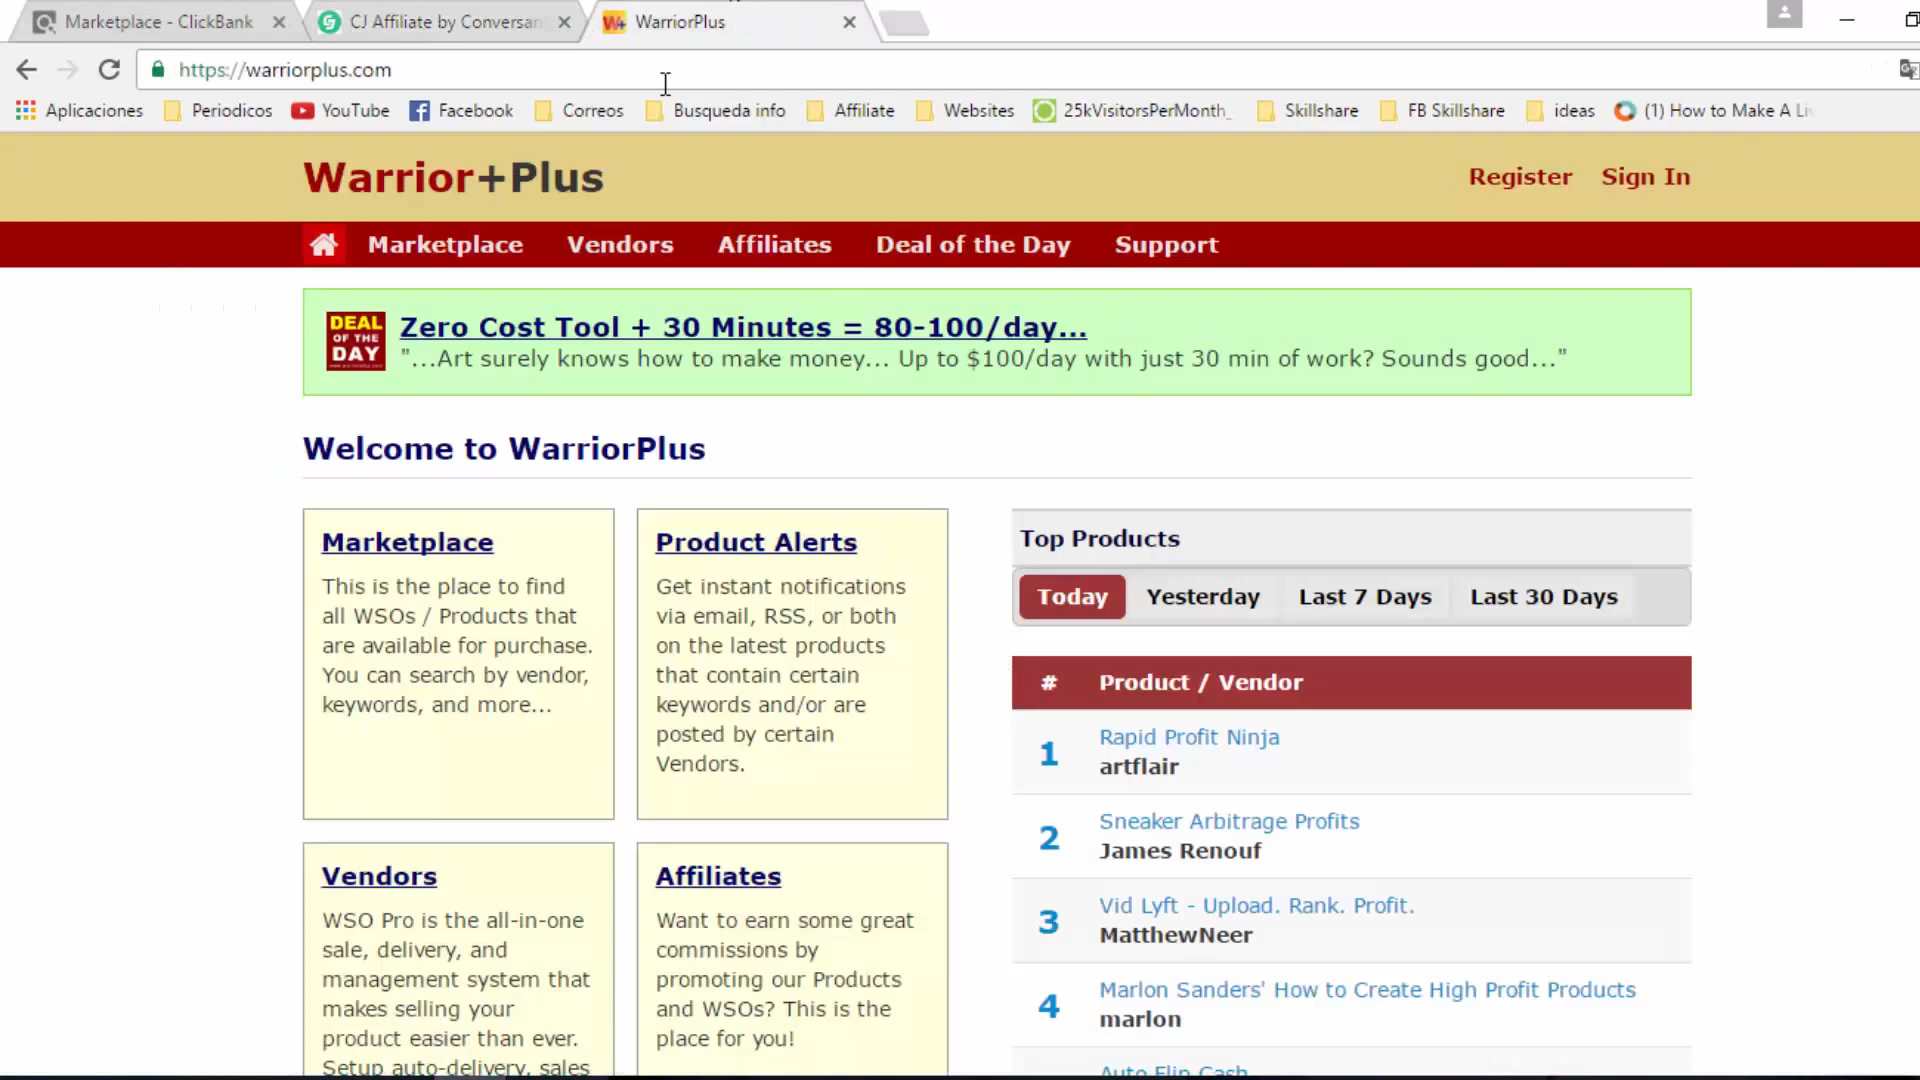 Marketplace - ClickBank
CJ Affiliate by Conversan
WarriorPlus
https://warriorplus.com
Aplicaciones
Periodicos
YouTube
Facebook
Correos
Busqueda info
Affiliate
Websites
25kVisitorsPerMonth_
Skillshare
FB Skillshare
ideas
(1) How to Make A Li
Warrior+Plus
Register Sign In
Marketplace Vendors Affiliates Deal of the Day Support
DEAL
OF THE
DAY
Zero Cost Tool + 30 Minutes = 80-100/day...
"...Art surely knows how to make money... Up to $100/day with just 30 min of work? Sounds good..."
Welcome to WarriorPlus
Marketplace
This is the place to find
all WSOs / Products that
are available for purchase.
You can search by vendor,
keywords, and more...
Product Alerts
Get instant notifications
via email, RSS, or both
on the latest products
that contain certain
keywords and/or are
posted by certain
Vendors.
Vendors
WSO Pro is the all-in-one
sale, delivery, and
management system that
makes selling your
product easier than ever.
Setup auto-delivery, sales
Affiliates
Want to earn some great
commissions by
promoting our Products
and WSOs? This is the
place for you!
Top Products
Today Yesterday Last 7 Days Last 30 Days
# Product / Vendor
1 Rapid Profit Ninja
artflair
2 Sneaker Arbitrage Profits
James Renouf
3 Vid Lyft - Upload. Rank. Profit.
MatthewNeer
4 Marlon Sanders' How to Create High Profit Products
marlon
Auto Flip Cash